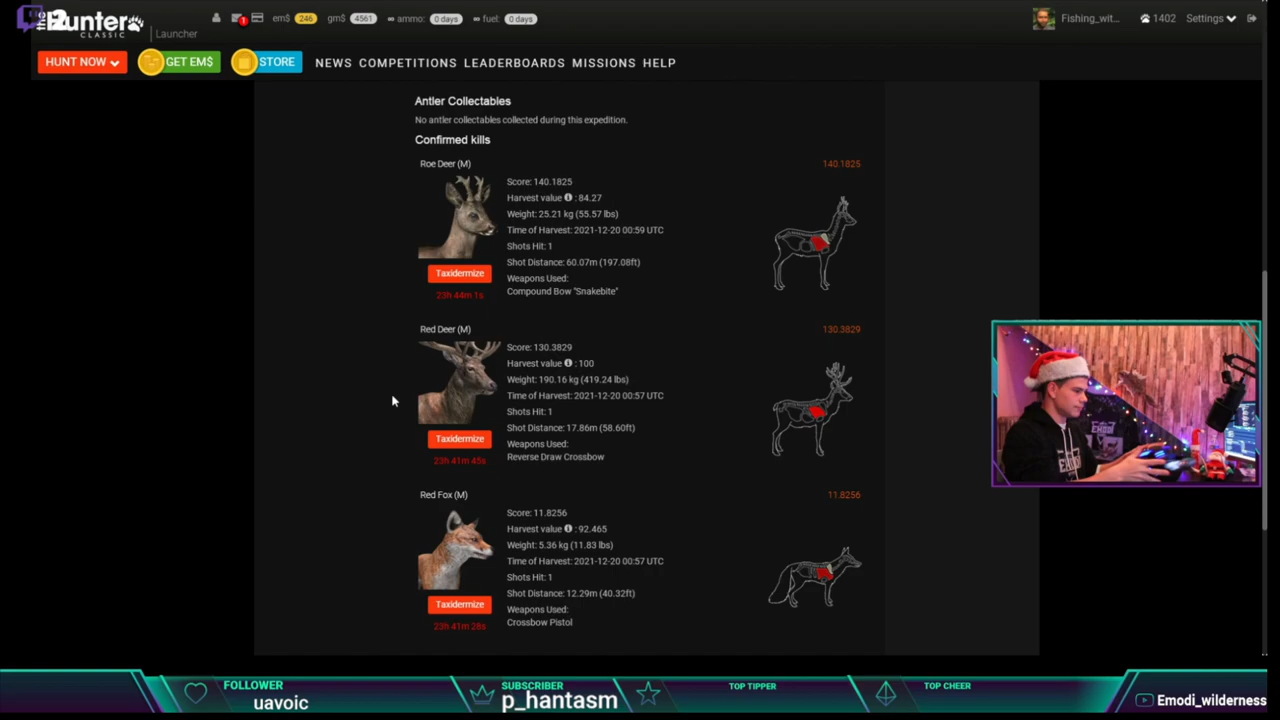 the Hunter
CLASSIC
Launcher
1
em$ 246 gm$ 4561 ∞ ammo: 0 days ∞ fuel: 0 days
Fishing_wit... 1402 Settings
HUNT NOW GET EM$ STORE NEWS COMPETITIONS LEADERBOARDS MISSIONS HELP
Antler Collectables
No antler collectables collected during this expedition.
Confirmed kills
Roe Deer (M) 140.1825
Score: 140.1825
Harvest value : 84.27
Weight: 25.21 kg (55.57 lbs)
Time of Harvest: 2021-12-20 00:59 UTC
Shots Hit: 1
Shot Distance: 60.07m (197.08ft)
Weapons Used:
Compound Bow "Snakebite"
Taxidermize
23h 44m 1s
Red Deer (M) 130.3829
Score: 130.3829
Harvest value : 100
Weight: 190.16 kg (419.24 lbs)
Time of Harvest: 2021-12-20 00:57 UTC
Shots Hit: 1
Shot Distance: 17.86m (58.60ft)
Weapons Used:
Reverse Draw Crossbow
Taxidermize
23h 41m 45s
Red Fox (M) 11.8256
Score: 11.8256
Harvest value : 92.465
Weight: 5.36 kg (11.83 lbs)
Time of Harvest: 2021-12-20 00:57 UTC
Shots Hit: 1
Shot Distance: 12.29m (40.32ft)
Weapons Used:
Crossbow Pistol
Taxidermize
23h 41m 28s
EMODI
FOLLOWER
uavoic
SUBSCRIBER
p_hantasm
TOP TIPPER
TOP CHEER
Emodi_wilderness